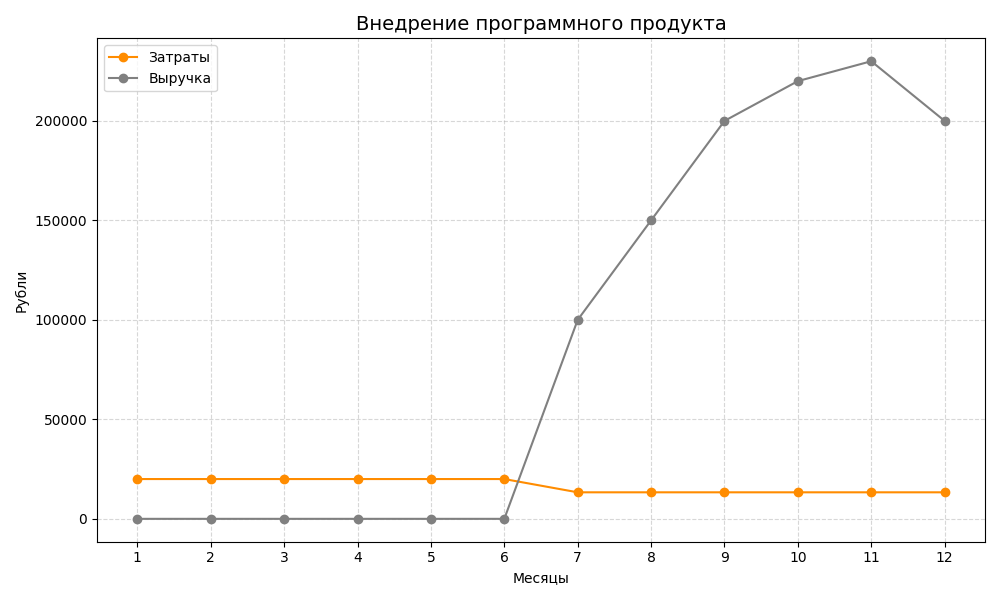 Внедрение программного продукта
Затраты
Выручка
200000
150000
100000
50000
0
Рубли
1 2 3 4 5 6 7 8 9 10 11 12
Месяцы